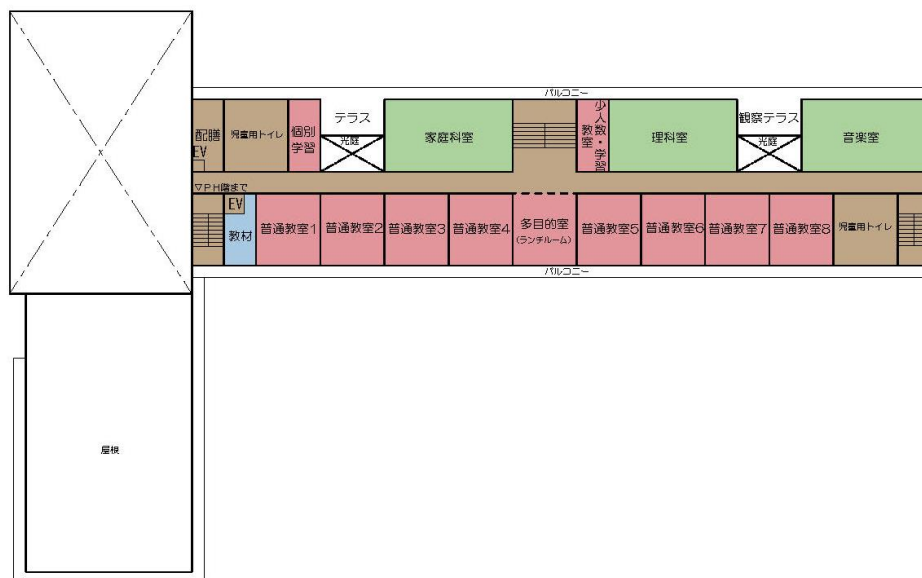 バルコニー
配膳
EV
児童用トイレ
個別
学習
テラス
光庭
家庭科室
少人数・学習
教室
理科室
観察テラス
光庭
音楽室
▽PH階まで
EV
教材
普通教室1
普通教室2
普通教室3
普通教室4
多目的室
(ランチルーム)
普通教室5
普通教室6
普通教室7
普通教室8
児童用トイレ
バルコニー
屋根